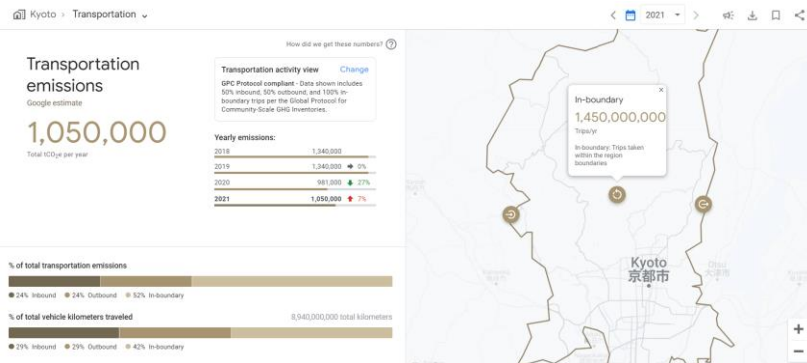 Kyoto › Transportation
2021
How did we get these numbers?
Transportation
emissions
Google estimate
1,050,000
Total tCO₂e per year
Transportation activity view Change
GPC Protocol compliant - Data shown includes
50% inbound, 50% outbound, and 100% in-
boundary trips per the Global Protocol for
Community-Scale GHG Inventories.
Yearly emissions:
2018 1,340,000
2019 1,340,000 0%
2020 981,000 27%
2021 1,050,000 7%
% of total transportation emissions
24% Inbound 24% Outbound 52% In-boundary
% of total vehicle kilometers traveled 8,940,000,000 total kilometers
29% Inbound 29% Outbound 42% In-boundary
In-boundary
1,450,000,000
Trips/yr
In-boundary: Trips taken
within the region
boundaries
Kyoto
京都市
Otsu
大津市